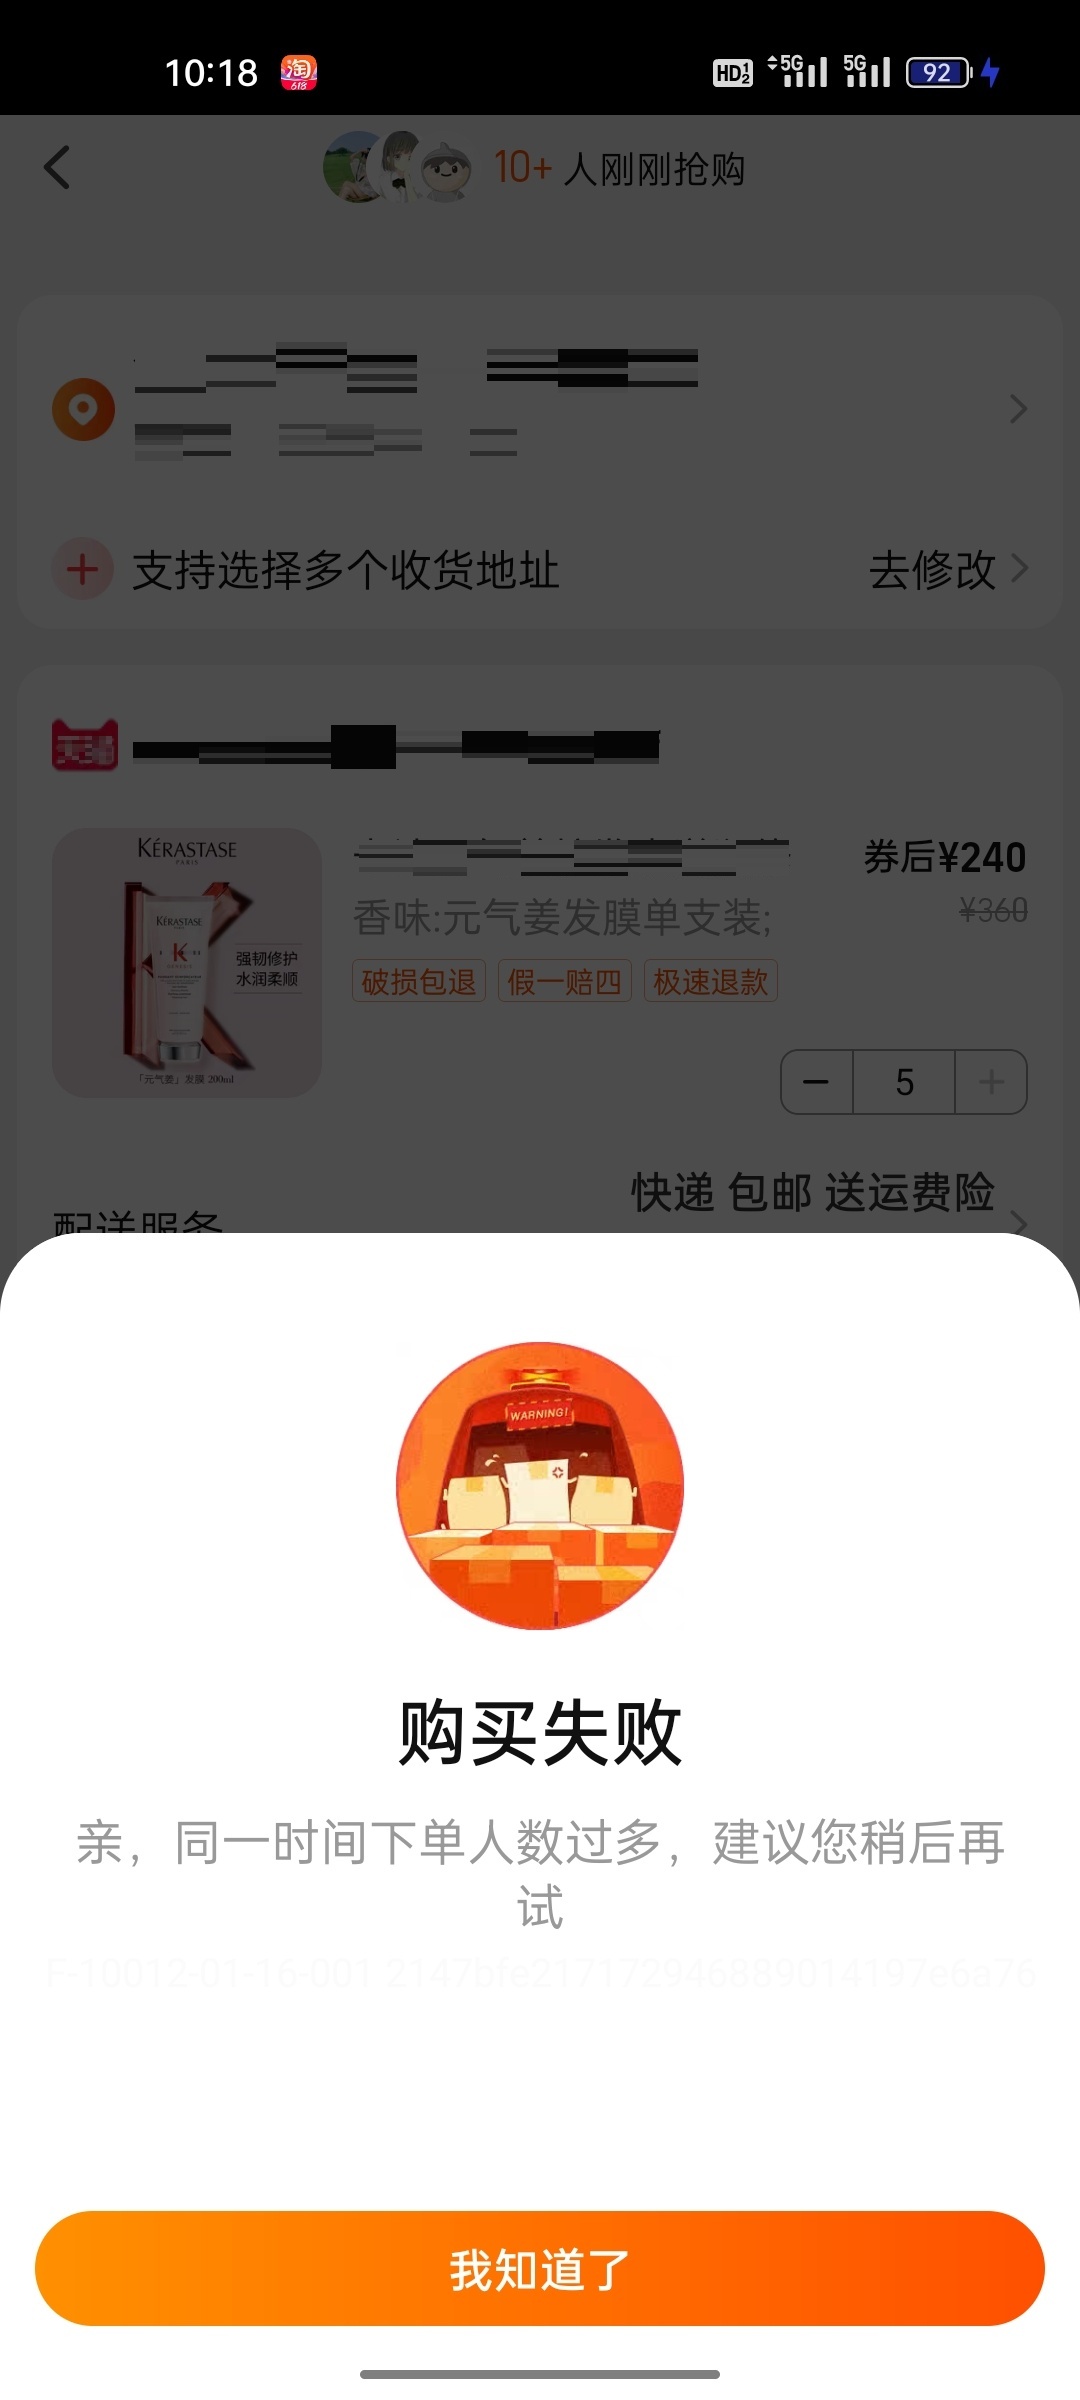 10:18
淘
618
HD 1 2
5G
5G
92
10+ 人刚刚抢购
支持选择多个收货地址
去修改
KÉRASTASE
PARIS
KÉRASTASE
强韧修护
水润柔顺
「元气姜」发膜 200ml
券后¥240
¥360
香味:元气姜发膜单支装;
破损包退
假一赔四
极速退款
5
快递 包邮 送运费险
配送服务
WARNING!
购买失败
亲，同一时间下单人数过多，建议您稍后再
试
F-10012-01-16-001 2147bfe217172946889014197e6a76
我知道了